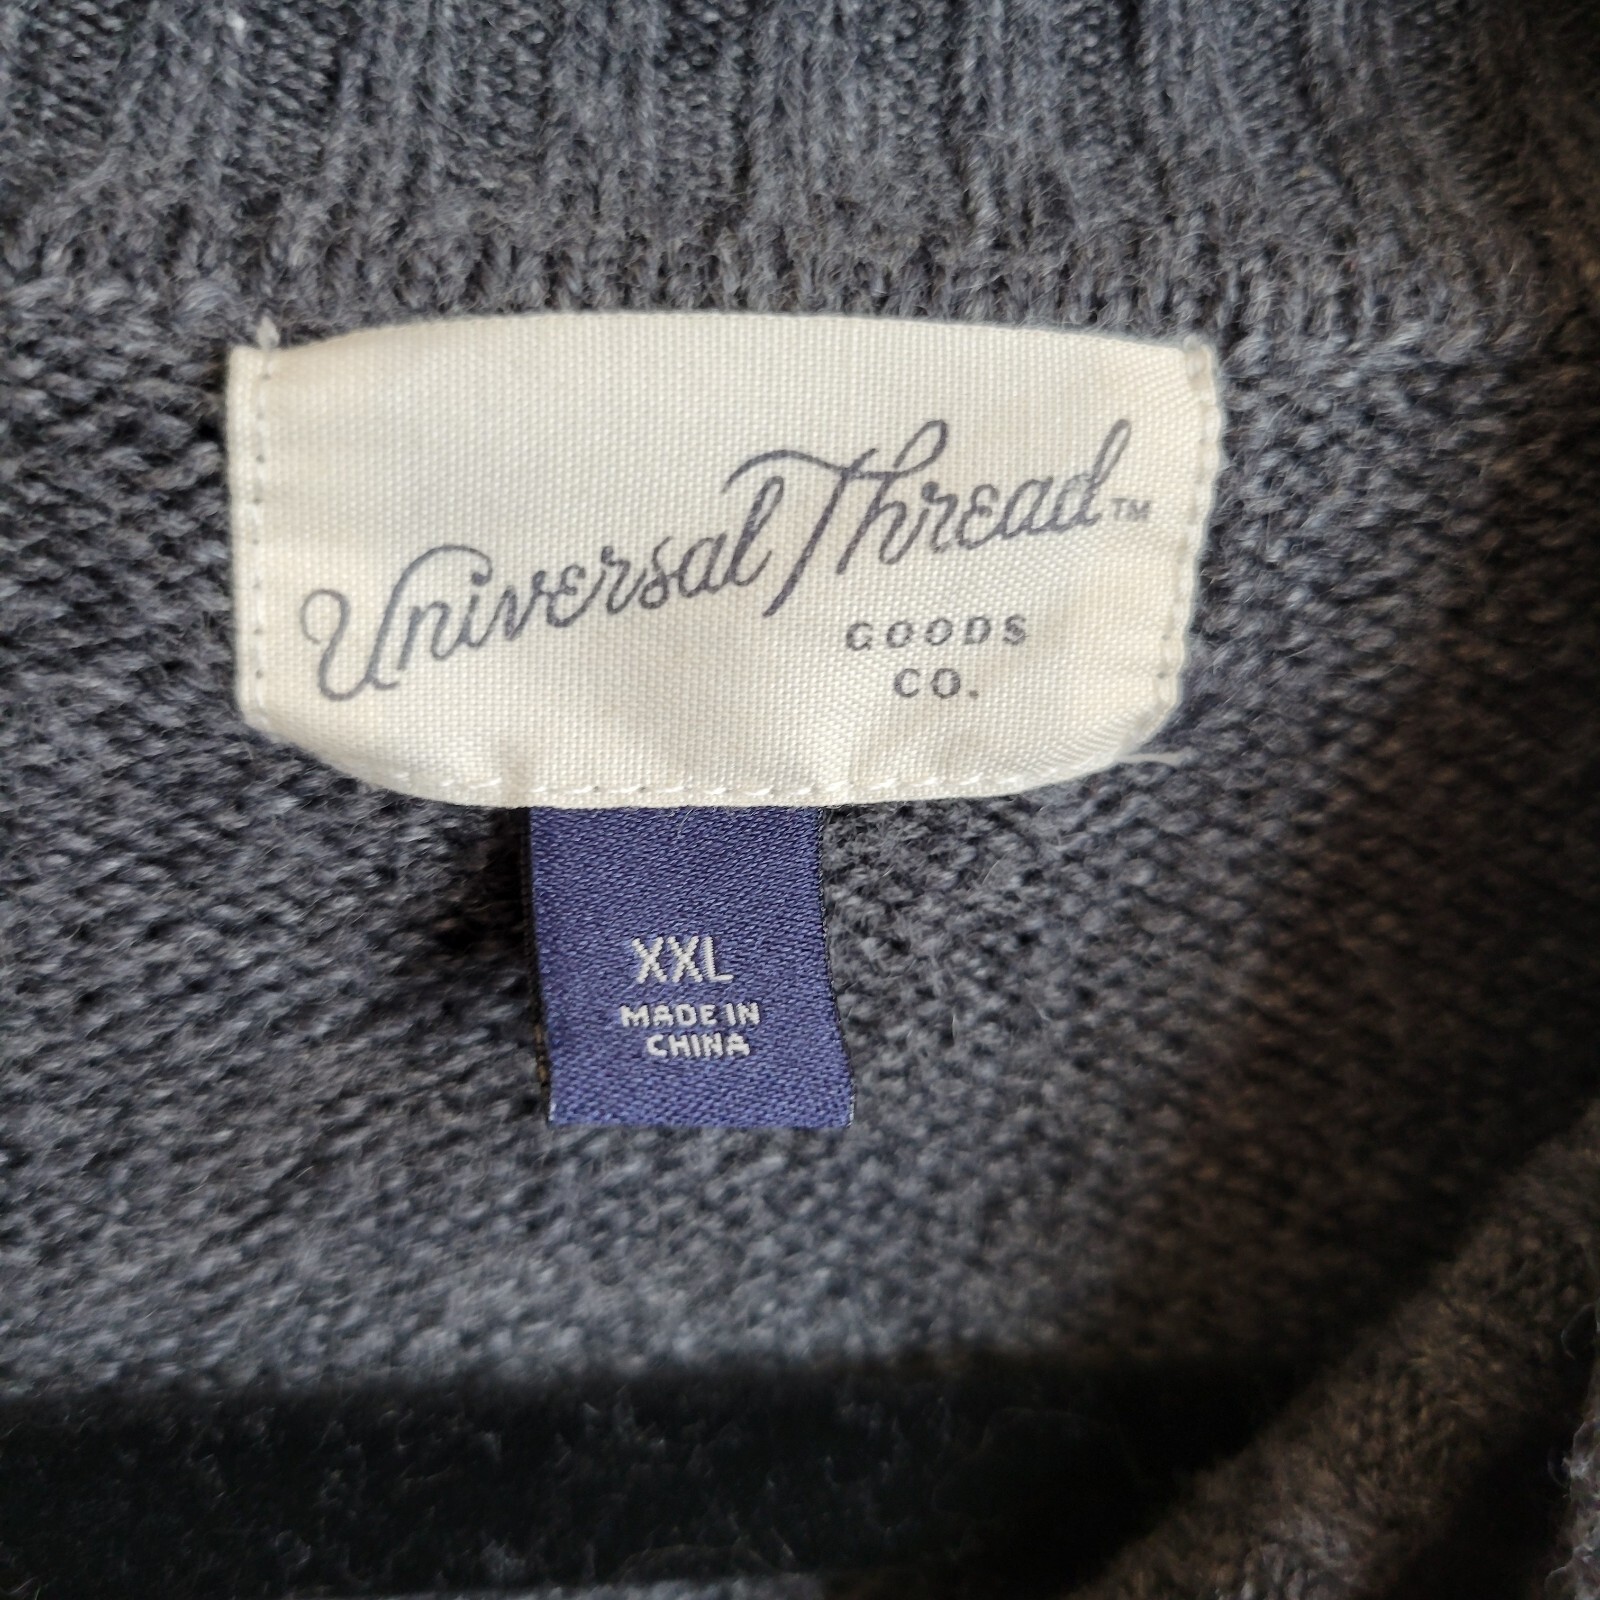 Universal Thread™
GOODS
CO.
XXL
MADE IN
CHINA